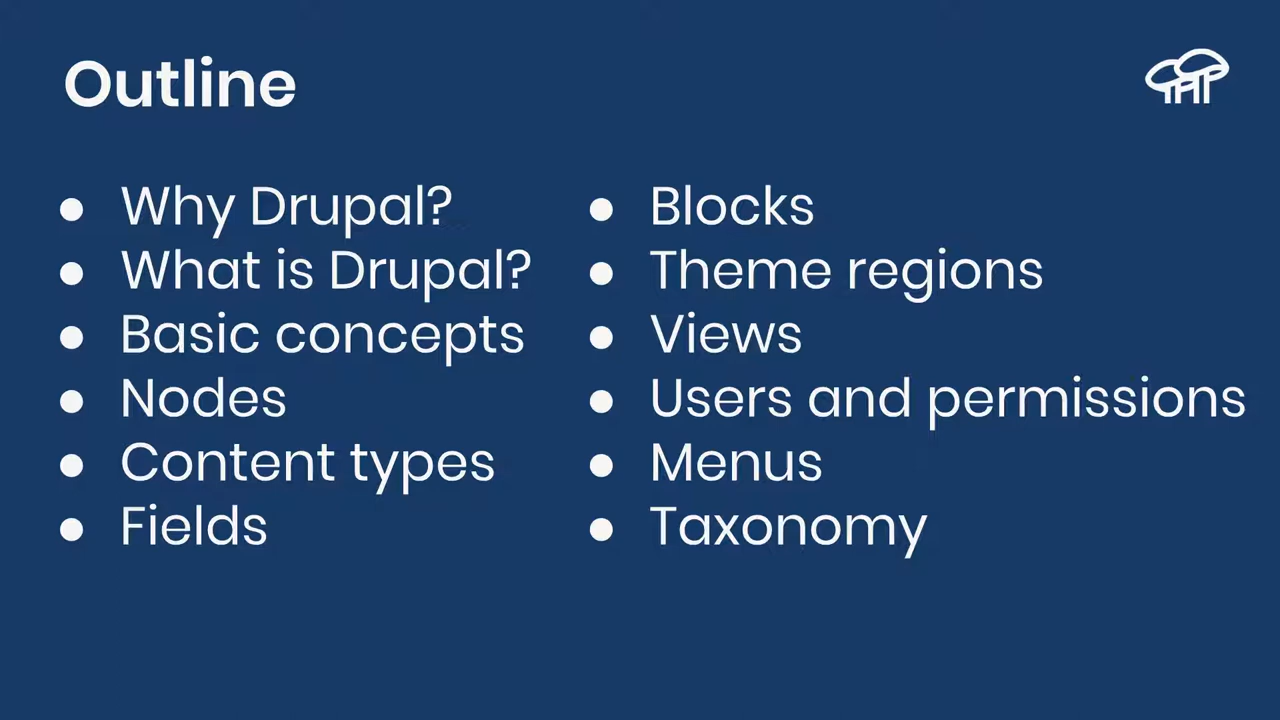 Outline
● Why Drupal?
● What is Drupal?
● Basic concepts
● Nodes
● Content types
● Fields
● Blocks
● Theme regions
● Views
● Users and permissions
● Menus
● Taxonomy